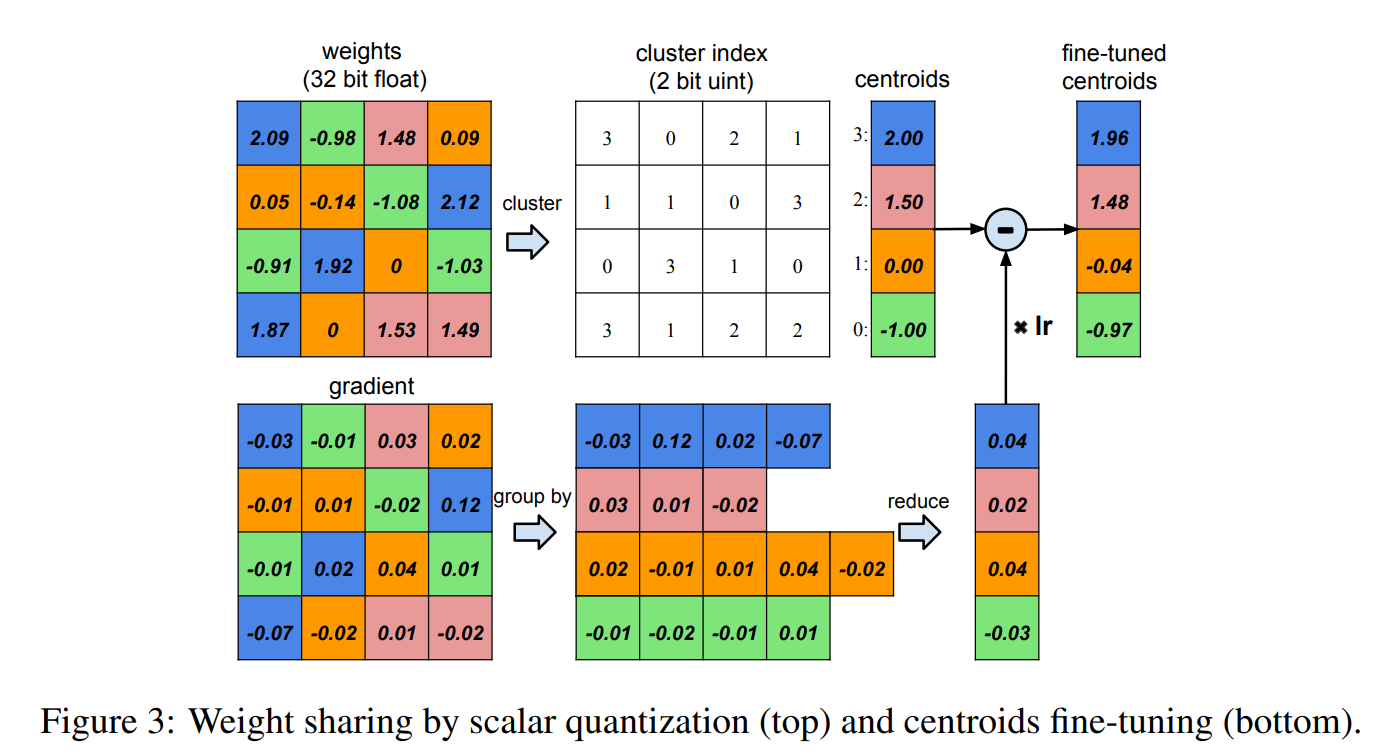 weights
(32 bit float)
cluster index
(2 bit uint)
centroids
fine-tuned
centroids
2.09 -0.98 1.48 0.09
0.05 -0.14 -1.08 2.12
-0.91 1.92 0 -1.03
1.87 0 1.53 1.49
cluster
3 0 2 1
1 1 0 3
0 3 1 0
3 1 2 2
3: 2.00
2: 1.50
1: 0.00
0: -1.00
-
× lr
1.96
1.48
-0.04
-0.97
gradient
-0.03 -0.01 0.03 0.02
-0.01 0.01 -0.02 0.12
-0.01 0.02 0.04 0.01
-0.07 -0.02 0.01 -0.02
group by
-0.03 0.12 0.02 -0.07
0.03 0.01 -0.02
0.02 -0.01 0.01 0.04 -0.02
-0.01 -0.02 -0.01 0.01
reduce
0.04
0.02
0.04
-0.03
Figure 3: Weight sharing by scalar quantization (top) and centroids fine-tuning (bottom).